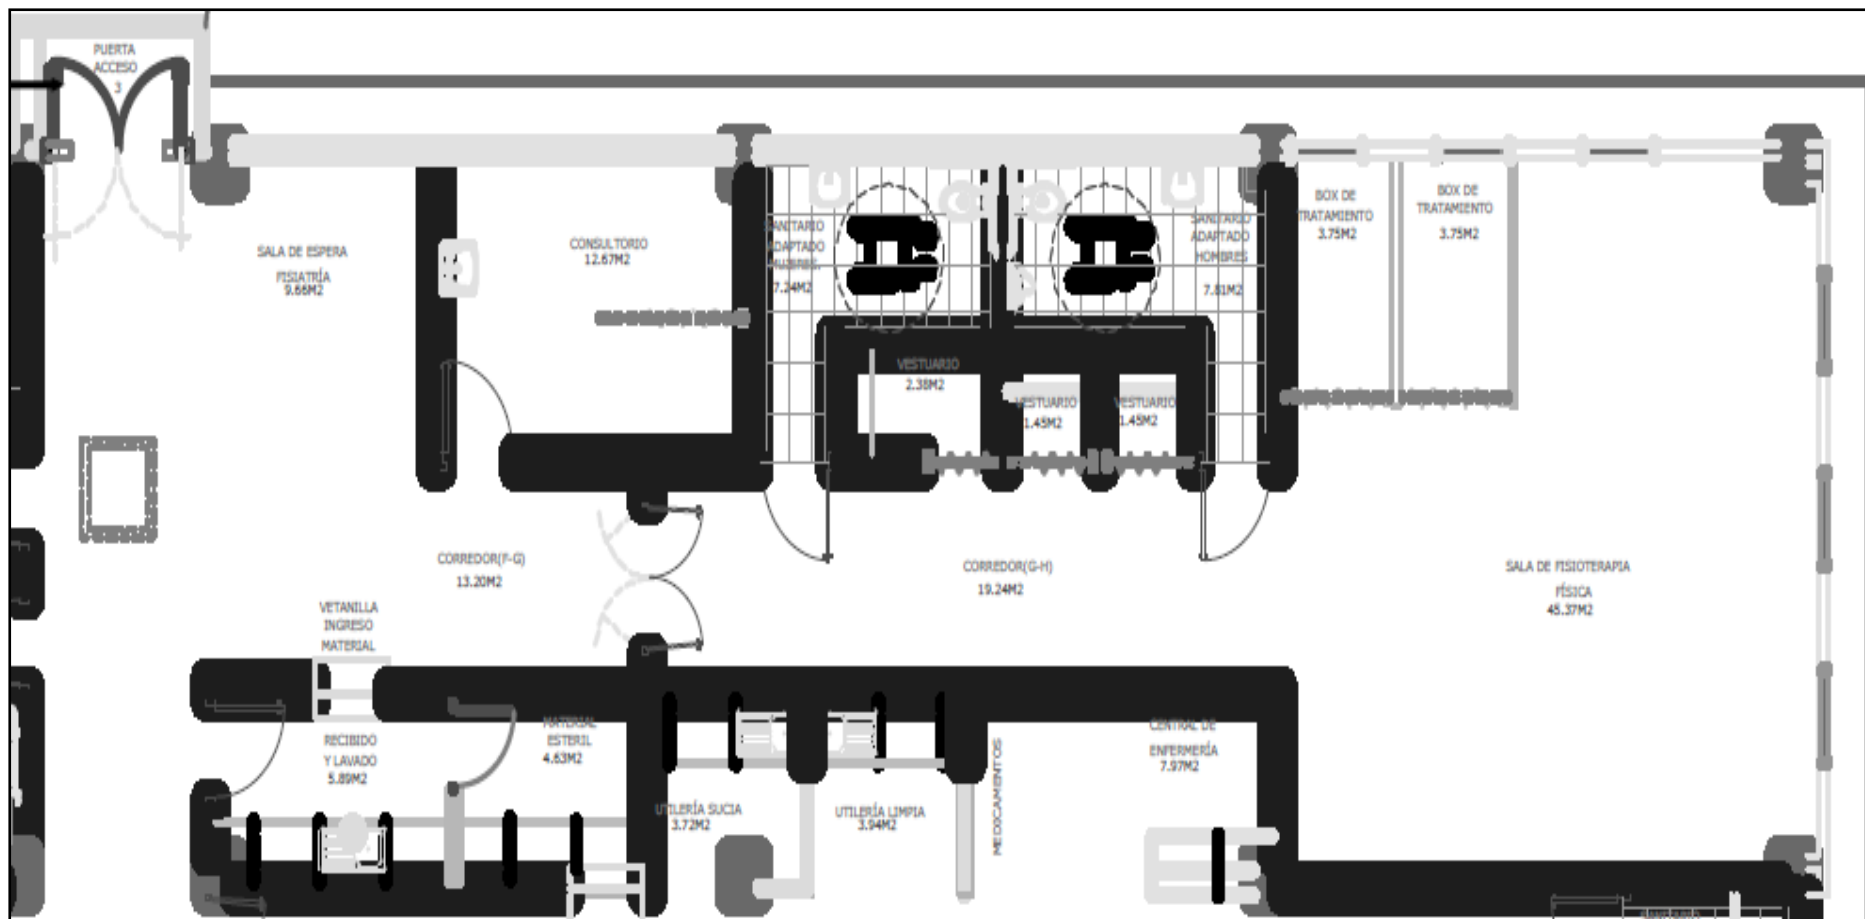 PUERTA
ACCESO
3
SALA DE ESPERA
FISIATRÍA
9.66M2
CONSULTORIO
12.67M2
SANITARIO
ADAPTADO
MUJERES.
7.24M2
SANITARIO
ADAPTADO
HOMBRES
7.81M2
BOX DE
TRATAMIENTO
3.75M2
BOX DE
TRATAMIENTO
3.75M2
VESTUARIO
2.38M2
VESTUARIO
1.45M2
VESTUARIO
1.45M2
CORREDOR(F-G)
13.20M2
CORREDOR(G-H)
19.24M2
SALA DE FISIOTERAPIA
FÍSICA
45.37M2
VETANILLA
INGRESO
MATERIAL
RECIBIDO
Y LAVADO
5.89M2
MATERIAL
ESTERIL
4.63M2
UTILERÍA SUCIA
3.72M2
UTILERÍA LIMPIA
3.94M2
MEDICAMENTOS
CENTRAL DE
ENFERMERÍA
7.97M2